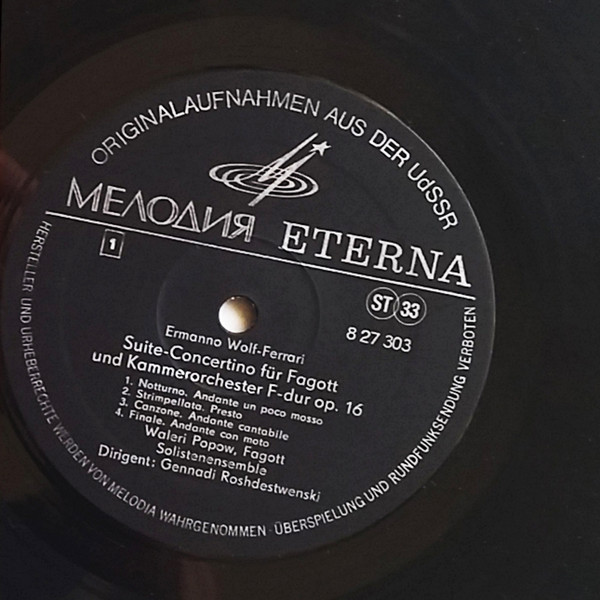 ORIGINALAUFNAHMEN AUS DER UdSSR
МЕЛОДИЯ ETERNA
1
ST 33
8 27 303
Ermanno Wolf-Ferrari
Suite-Concertino für Fagott
und Kammerorchester F-dur op. 16
1. Notturno. Andante un poco mosso
2. Strimpellata. Presto
3. Canzone. Andante cantabile
4. Finale. Andante con moto
Waleri Popow, Fagott
Solistenensemble
Dirigent: Gennadi Roshdestwenski
HERSTELLER UND URHEBERRECHTE WERDEN VON MELODIA WAHRGENOMMEN · ÜBERSPIELUNG UND RUNDFUNKSENDUNG VERBOTEN